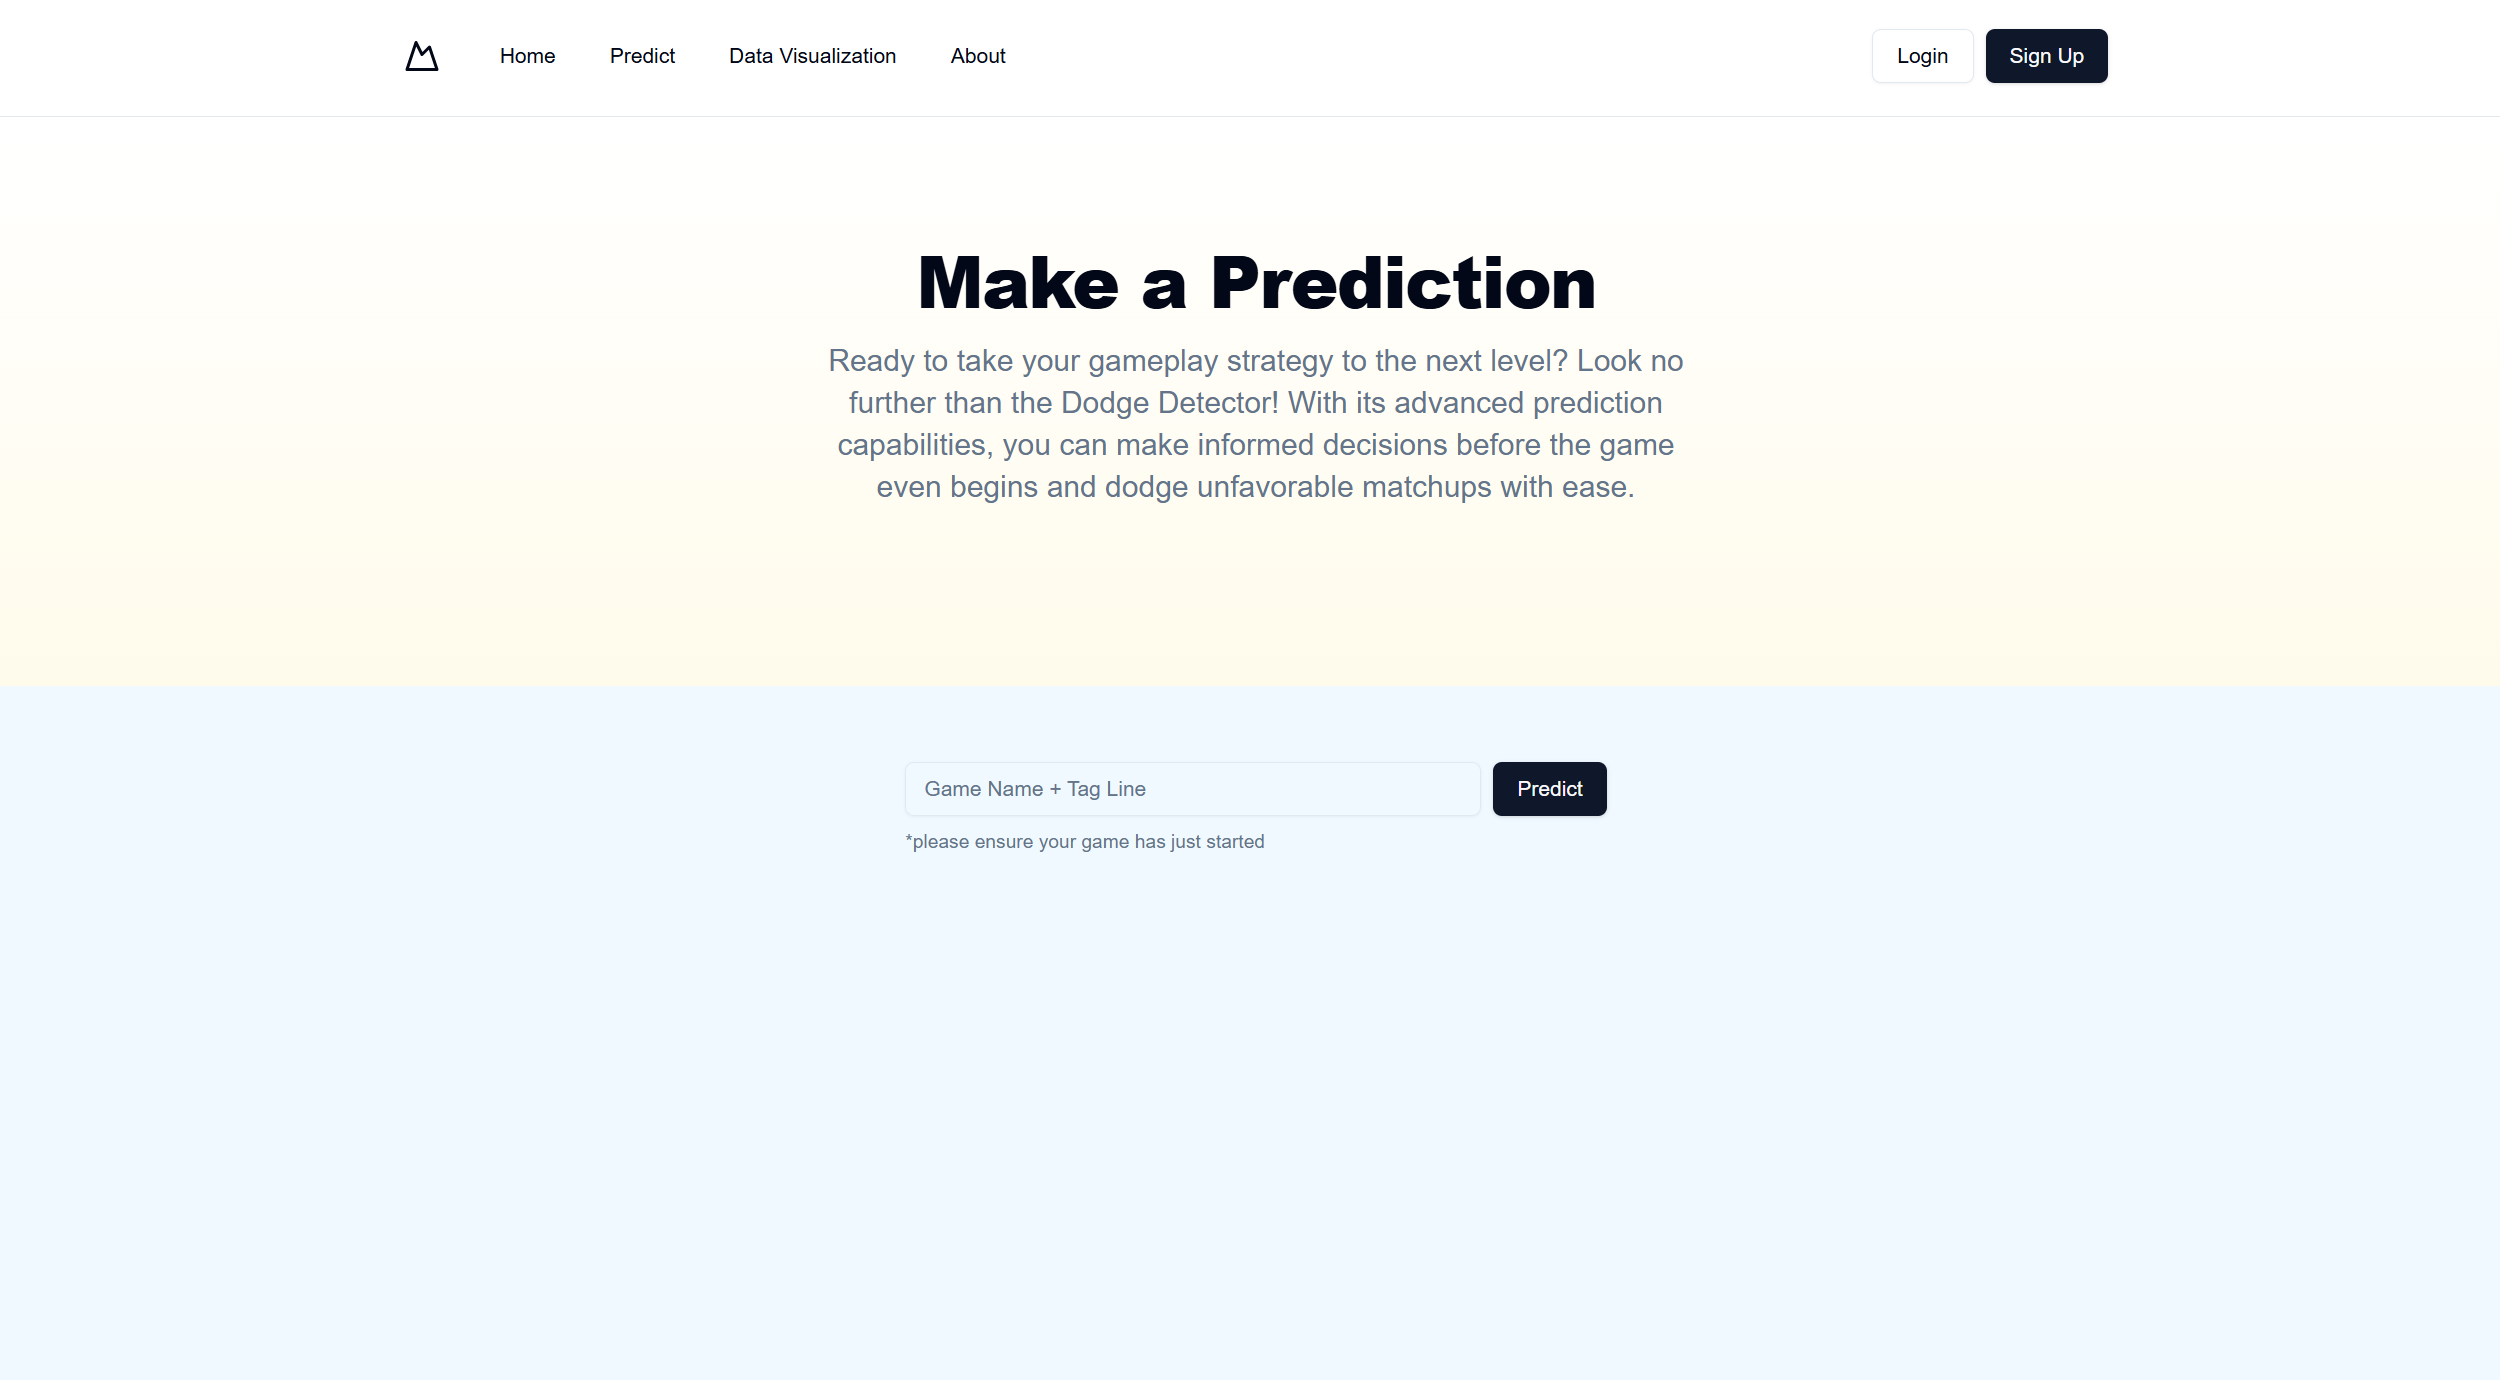 Home
Predict
Data Visualization
About
Login
Sign Up
Make a Prediction
Ready to take your gameplay strategy to the next level? Look no
further than the Dodge Detector! With its advanced prediction
capabilities, you can make informed decisions before the game
even begins and dodge unfavorable matchups with ease.
Game Name + Tag Line
Predict
*please ensure your game has just started